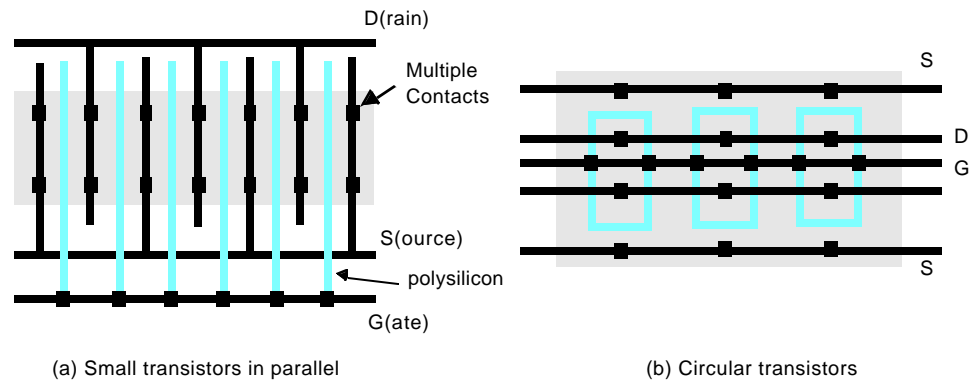 D(rain)
Multiple
Contacts
S(ource)
polysilicon
G(ate)
(a) Small transistors in parallel
S
D
G
S
(b) Circular transistors